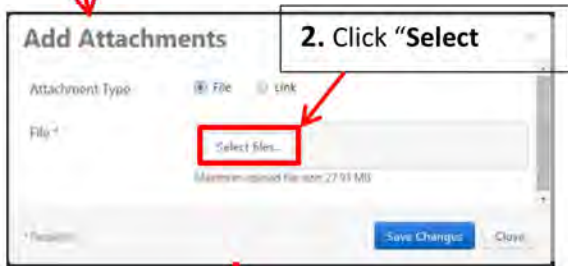 Add Attachments
2. Click “Select
Attachment Type
File
Link
File *
Select files...
Maximum upload file size: 27.93 MB
* Required
Save Changes
Close